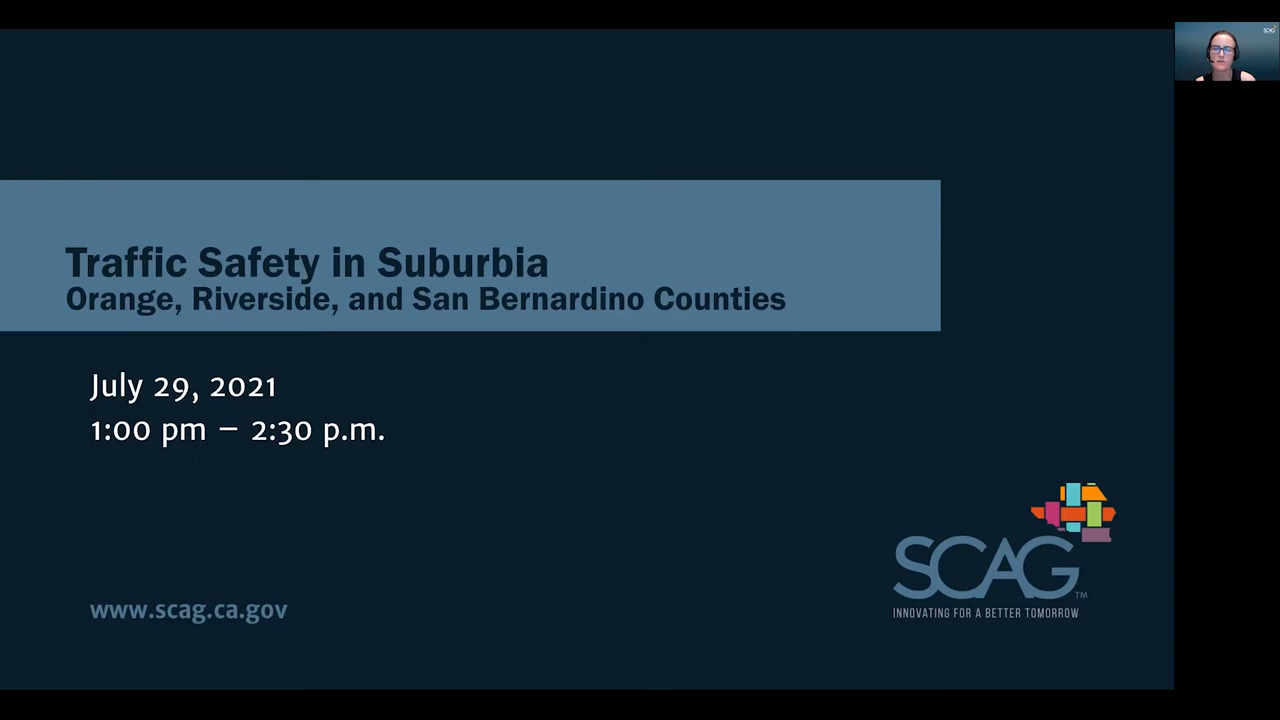 SCAG
Traffic Safety in Suburbia
Orange, Riverside, and San Bernardino Counties
July 29, 2021
1:00 pm – 2:30 p.m.
www.scag.ca.gov
SCAG™
INNOVATING FOR A BETTER TOMORROW